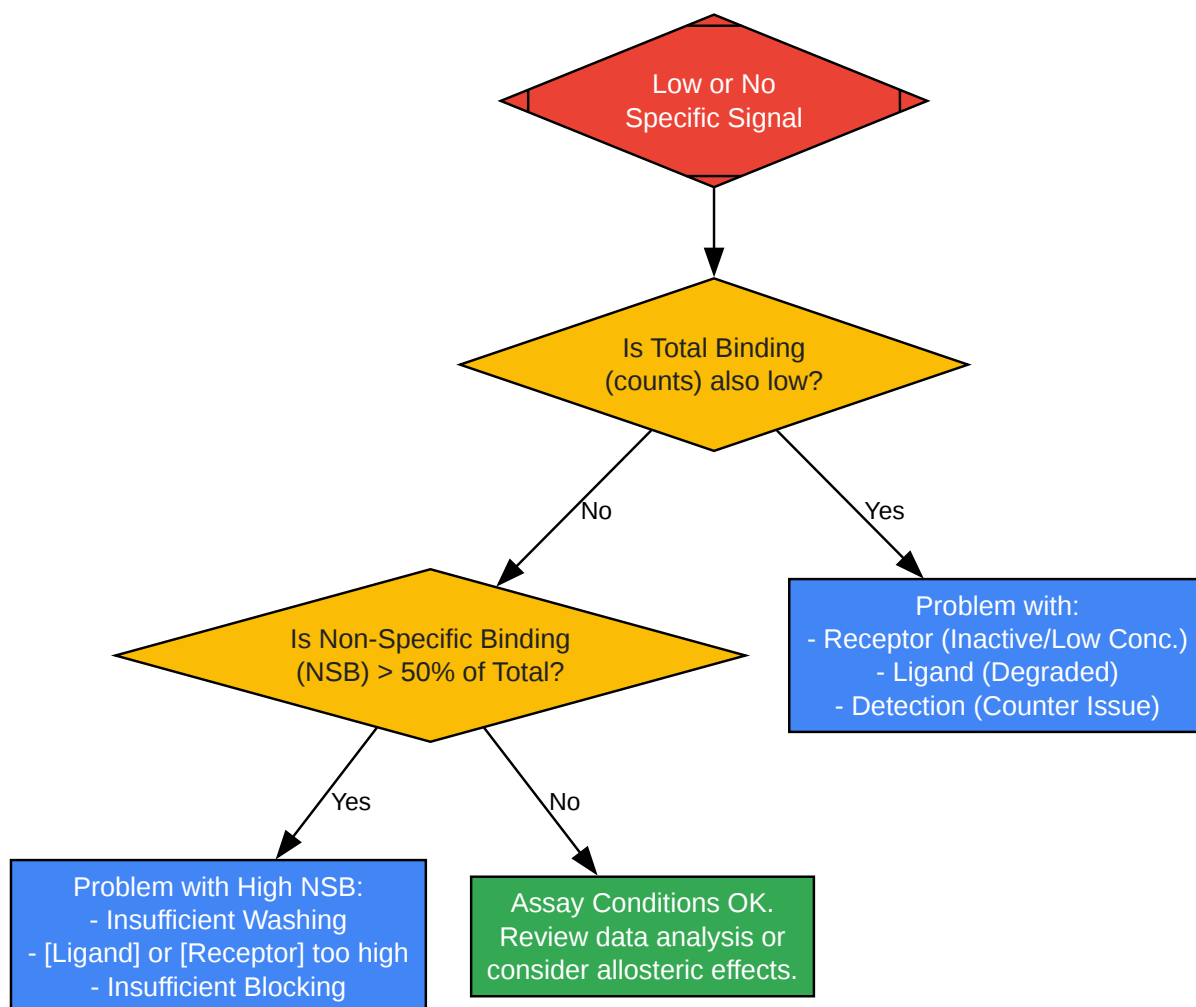 Low or No
Specific Signal
Is Total Binding
(counts) also low?
No
Yes
Is Non-Specific Binding
(NSB) > 50% of Total?
Problem with:
- Receptor (Inactive/Low Conc.)
- Ligand (Degraded)
- Detection (Counter Issue)
Yes
No
Problem with High NSB:
- Insufficient Washing
- [Ligand] or [Receptor] too high
- Insufficient Blocking
Assay Conditions OK.
Review data analysis or
consider allosteric effects.